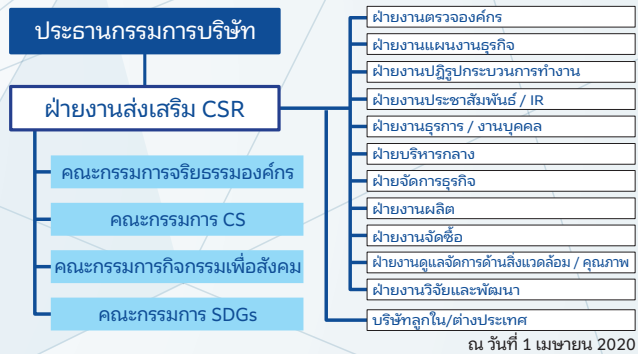 ประธานกรรมการบริษัท
ฝ่ายงานส่งเสริม CSR
คณะกรรมการจริยธรรมองค์กร
คณะกรรมการ CS
คณะกรรมการกิจกรรมเพื่อสังคม
คณะกรรมการ SDGs
ฝ่ายงานตรวจองค์กร
ฝ่ายงานแผนงานธุรกิจ
ฝ่ายงานปฏิรูปกระบวนการทำงาน
ฝ่ายงานประชาสัมพันธ์ / IR
ฝ่ายงานธุรการ / งานบุคคล
ฝ่ายบริหารกลาง
ฝ่ายจัดการธุรกิจ
ฝ่ายงานผลิต
ฝ่ายงานจัดซื้อ
ฝ่ายงานดูแลจัดการด้านสิ่งแวดล้อม / คุณภาพ
ฝ่ายงานวิจัยและพัฒนา
บริษัทลูกใน/ต่างประเทศ
ณ วันที่ 1 เมษายน 2020